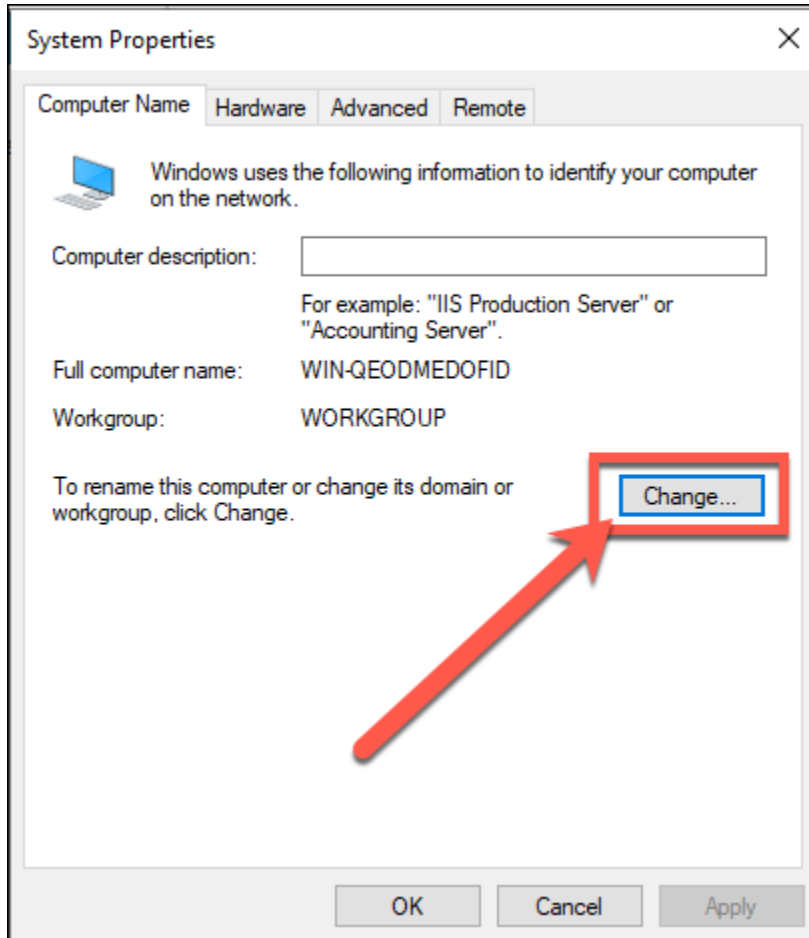 System Properties
Computer Name Hardware Advanced Remote
Windows uses the following information to identify your computer
on the network.
Computer description:
For example: "IIS Production Server" or
"Accounting Server".
Full computer name: WIN-QEODMEDOFID
Workgroup: WORKGROUP
To rename this computer or change its domain or
workgroup, click Change.
Change...
OK Cancel Apply